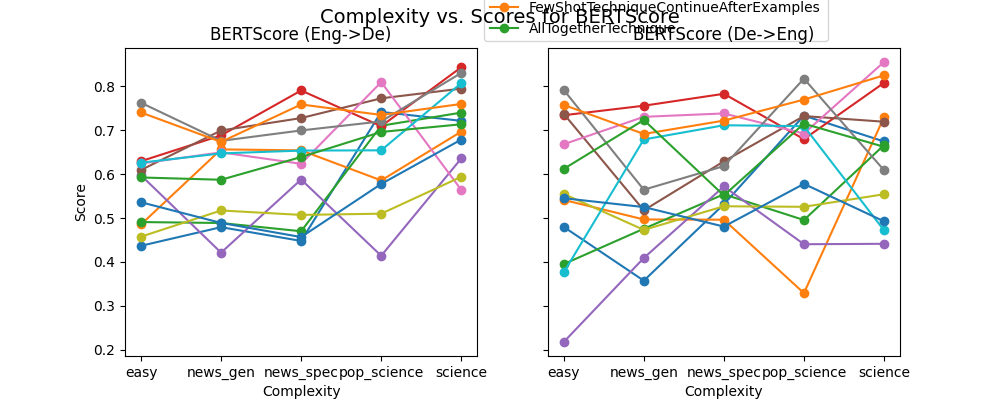 FewShotTechniqueContinueAfterExamples
Complexity vs. Scores for BERTScore
AllTogetherTechnique
BERTScore (Eng->De)
BERTScore (De->Eng)
Score
0.8
0.7
0.6
0.5
0.4
0.3
0.2
easy news_gen news_spec pop_science science
easy news_gen news_spec pop_science science
Complexity
Complexity